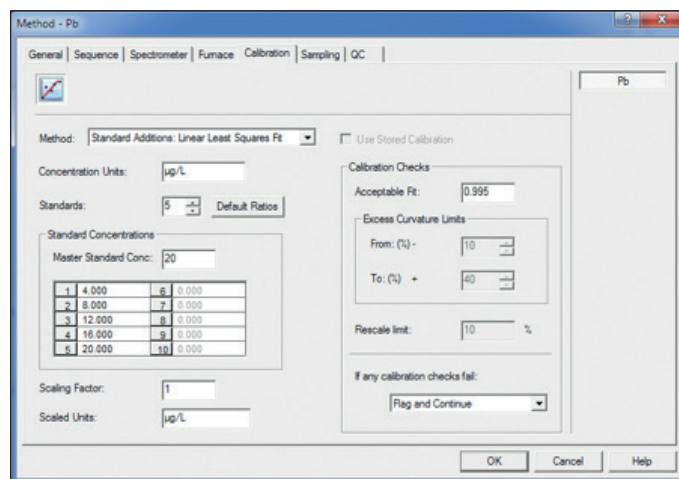 Method - Pb
General Sequence Spectrometer Furnace Calibration Sampling QC
Pb
Method: Standard Additions: Linear Least Squares Fit
Use Stored Calibration
Concentration Units: µg/L
Standards: 5 Default Ratios
Standard Concentrations
Master Standard Conc: 20
1 4.000 6 0.000
2 8.000 7 0.000
3 12.000 8 0.000
4 16.000 9 0.000
5 20.000 10 0.000
Scaling Factor: 1
Scaled Units: µg/L
Calibration Checks
Acceptable Fit: 0.995
Excess Curvature Limits
From: (%) - 10
To: (%) + 40
Rescale limit: 10 %
If any calibration checks fail:
Flag and Continue
OK Cancel Help